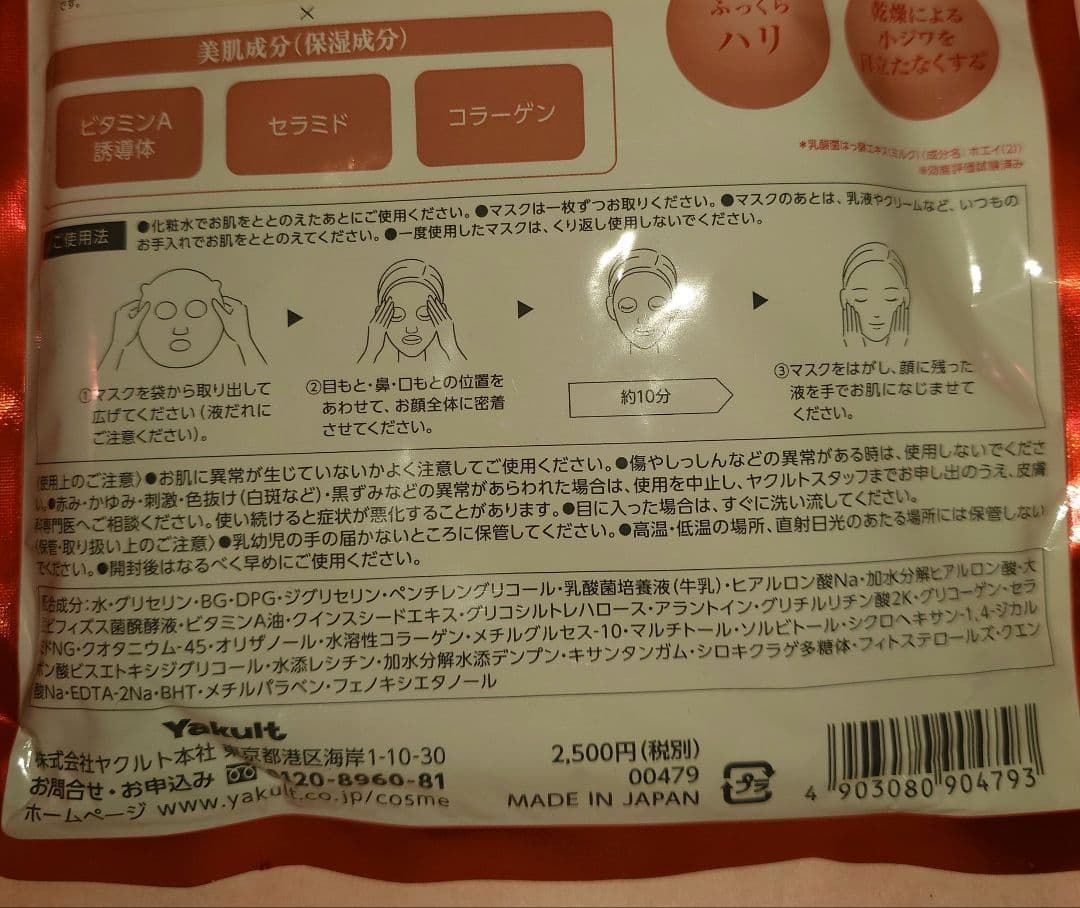 です。
×
美肌成分(保湿成分)
ビタミンA
誘導体
セラミド
コラーゲン
ふっくら
ハリ
乾燥による
小ジワを
目立たなくする*
*乳酸菌はっ酵エキス(ミルク)(成分名:ホエイ(2))
※効能評価試験済み
ご使用法
●化粧水でお肌をととのえたあとにご使用ください。●マスクは一枚ずつお取りください。●マスクのあとは、乳液やクリームなど、いつもの
お手入れでお肌をととのえてください。●一度使用したマスクは、くり返し使用しないでください。
①マスクを袋から取り出して
広げてください(液だれに
ご注意ください)。
②目もと・鼻・口もとの位置を
あわせて、お顔全体に密着
させてください。
約10分
③マスクをはがし、顔に残った
液を手でお肌になじませて
ください。
〈使用上のご注意〉●お肌に異常が生じていないかよく注意してご使用ください。●傷やしっしんなどの異常がある時は、使用しないでくださ
い。●赤み・かゆみ・刺激・色抜け(白斑など)・黒ずみなどの異常があらわれた場合は、使用を中止し、ヤクルトスタッフまでお申し出のうえ、皮膚
科専門医へご相談ください。使い続けると症状が悪化することがあります。●目に入った場合は、すぐに洗い流してください。
〈保管・取り扱い上のご注意〉●乳幼児の手の届かないところに保管してください。●高温・低温の場所、直射日光のあたる場所には保管しない
でください。●開封後はなるべく早めにご使用ください。
配合成分:水・グリセリン・BG・DPG・ジグリセリン・ペンチレングリコール・乳酸菌培養液(牛乳)・ヒアルロン酸Na・加水分解ヒアルロン酸・大
豆ビフィズス菌醗酵液・ビタミンA油・クインスシードエキス・グリコシルトレハロース・アラントイン・グリチルリチン酸2K・グリコーゲン・セラ
ミドNG・クオタニウム-45・オリザノール・水溶性コラーゲン・メチルグルセス-10・マルチトール・ソルビトール・シクロヘキサン-1,4-ジカル
ボン酸ビスエトキシジグリコール・水添レシチン・加水分解水添デンプン・キサンタンガム・シロキクラゲ多糖体・フィトステロールズ・クエン
酸Na・EDTA-2Na・BHT・メチルパラベン・フェノキシエタノール
Yakult
株式会社ヤクルト本社 東京都港区海岸1-10-30
お問合せ・お申込み 0120-8960-81
ホームページ www.yakult.co.jp/cosme
2,500円(税別)
00479
MADE IN JAPAN
プラ
4 903080 904793